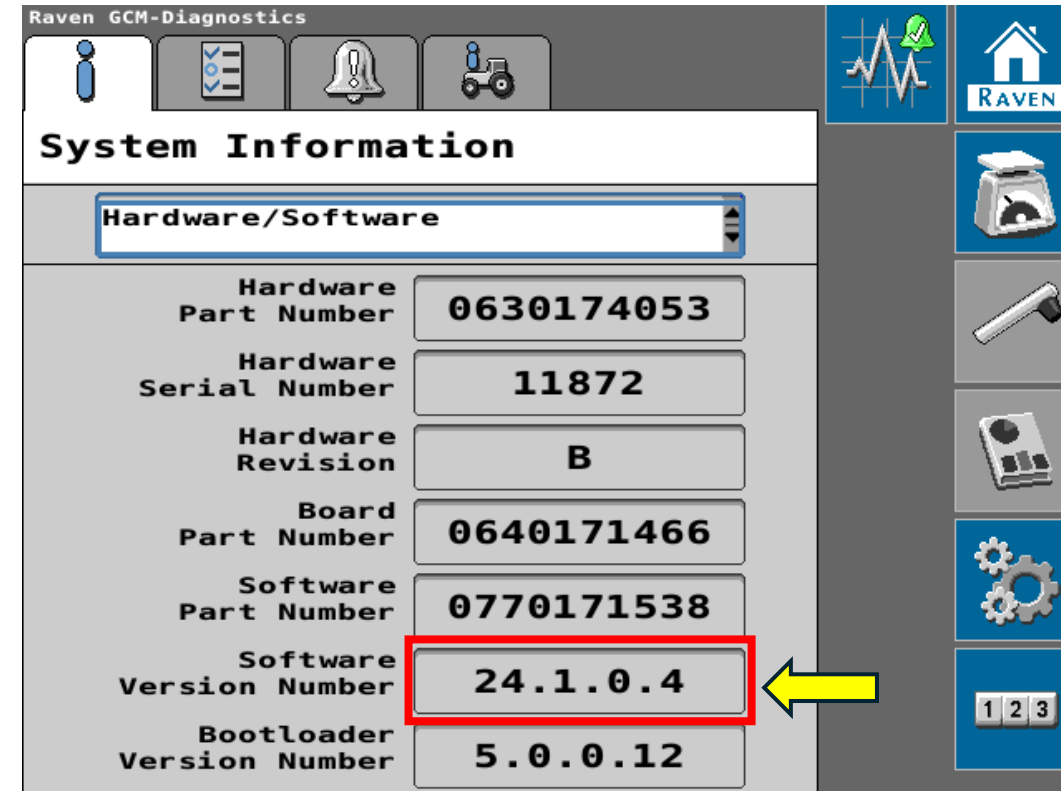 Raven GCM-Diagnostics
RAVEN
System Information
Hardware/Software
Hardware
Part Number
0630174053
Hardware
Serial Number
11872
Hardware
Revision
B
Board
Part Number
0640171466
Software
Part Number
0770171538
Software
Version Number
24.1.0.4
Bootloader
Version Number
5.0.0.12
1 2 3